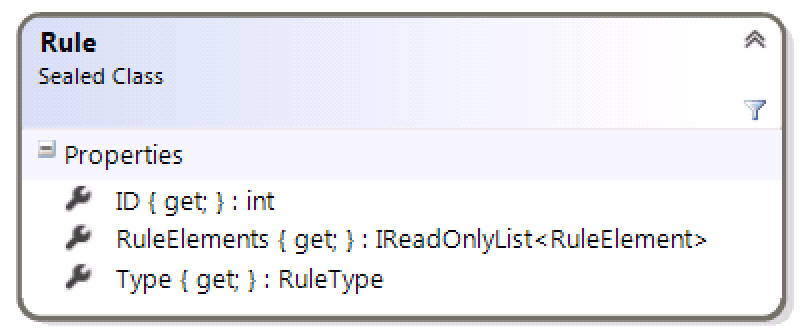 Rule
Sealed Class
Properties
ID { get; } : int
RuleElements { get; } : IReadOnlyList<RuleElement>
Type { get; } : RuleType